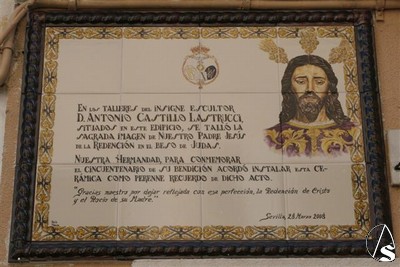 En los talleres del insigne escultor
D. Antonio Castillo Lastrucci,
situados en este edificio, se talló la
sagrada imagen de Nuestro Padre Jesús
de la Redención en el Beso de Judas.
Nuestra Hermandad, para conmemorar
el cincuentenario de su bendición acordó instalar esta ce-
rámica como perenne recuerdo de dicho acto.
"Gracias maestro por dejar reflejada con esa perfección, la Redención de Cristo
y el Rocío de su Madre."
Sevilla, 28 Marzo 2008
AS